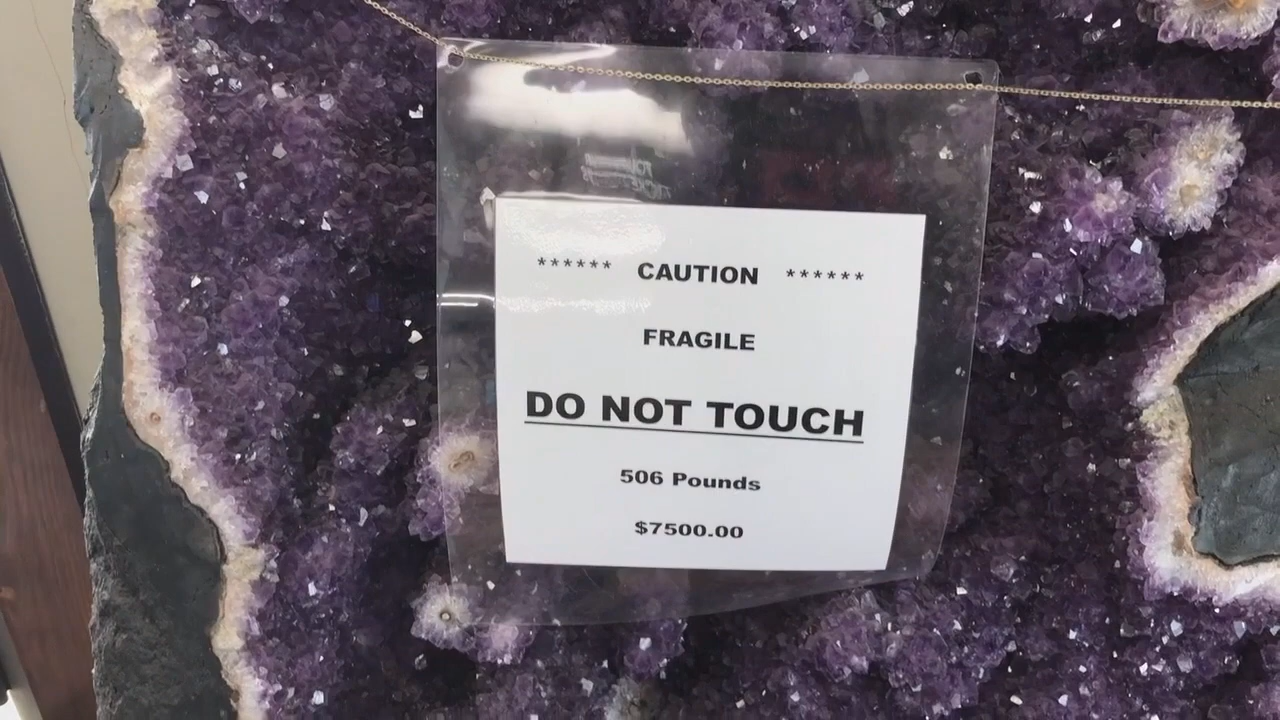 ****** CAUTION ******
FRAGILE
DO NOT TOUCH
506 Pounds
$7500.00